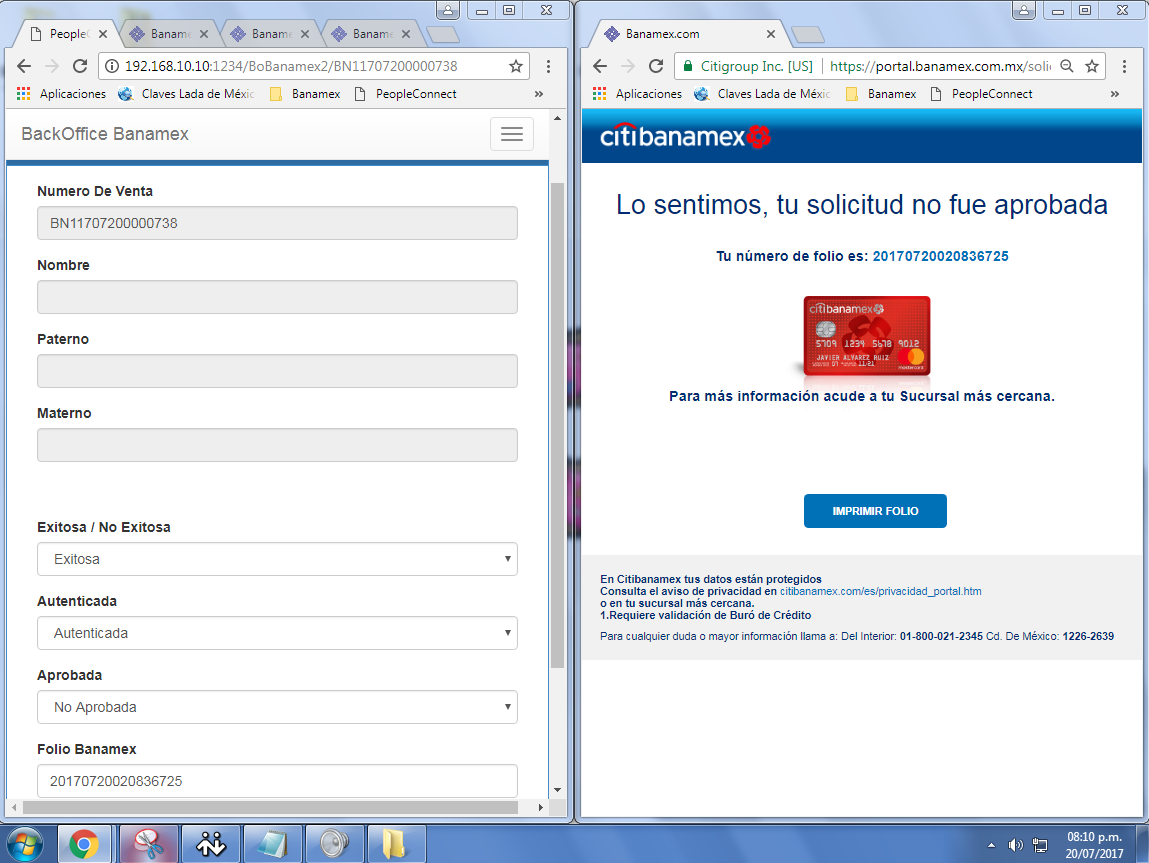 PeopleC
Baname
Baname
Baname
192.168.10.10:1234/BoBanamex2/BN11707200000738
Aplicaciones
Claves Lada de Méxic
Banamex
PeopleConnect
»
BackOffice Banamex
Numero De Venta
BN11707200000738
Nombre
Paterno
Materno
Exitosa / No Exitosa
Exitosa
Autenticada
Autenticada
Aprobada
No Aprobada
Folio Banamex
20170720020836725
Banamex.com
Citigroup Inc. [US]
https://portal.banamex.com.mx/solic
Aplicaciones
Claves Lada de Méxic
Banamex
PeopleConnect
»
citibanamex
Lo sentimos, tu solicitud no fue aprobada
Tu número de folio es: 20170720020836725
citibanamex
5709 1234 5678 9012
JAVIER ALVAREZ RUIZ
07 11-21
mastercard
Para más información acude a tu Sucursal más cercana.
IMPRIMIR FOLIO
En Citibanamex tus datos están protegidos
Consulta el aviso de privacidad en citibanamex.com/es/privacidad_portal.htm
o en tu sucursal más cercana.
1.Requiere validación de Buró de Crédito
Para cualquier duda o mayor información llama a: Del Interior: 01-800-021-2345 Cd. De México: 1226-2639
08:10 p.m.
20/07/2017